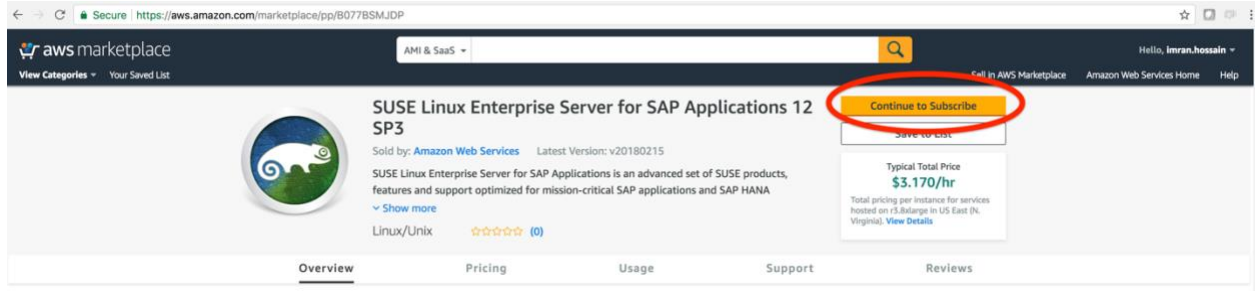 Secure https://aws.amazon.com/marketplace/pp/B077BSMJDP
aws marketplace
AMI & SaaS
Hello, imran.hossain
View Categories Your Saved List
Sell in AWS Marketplace Amazon Web Services Home Help
SUSE Linux Enterprise Server for SAP Applications 12
SP3
Sold by: Amazon Web Services Latest Version: v20180215
SUSE Linux Enterprise Server for SAP Applications is an advanced set of SUSE products,
features and support optimized for mission-critical SAP applications and SAP HANA
Show more
Linux/Unix (0)
Continue to Subscribe
Save to List
Typical Total Price
$3.170/hr
Total pricing per instance for services
hosted on r3.8xlarge in US East (N.
Virginia). View Details
Overview Pricing Usage Support Reviews